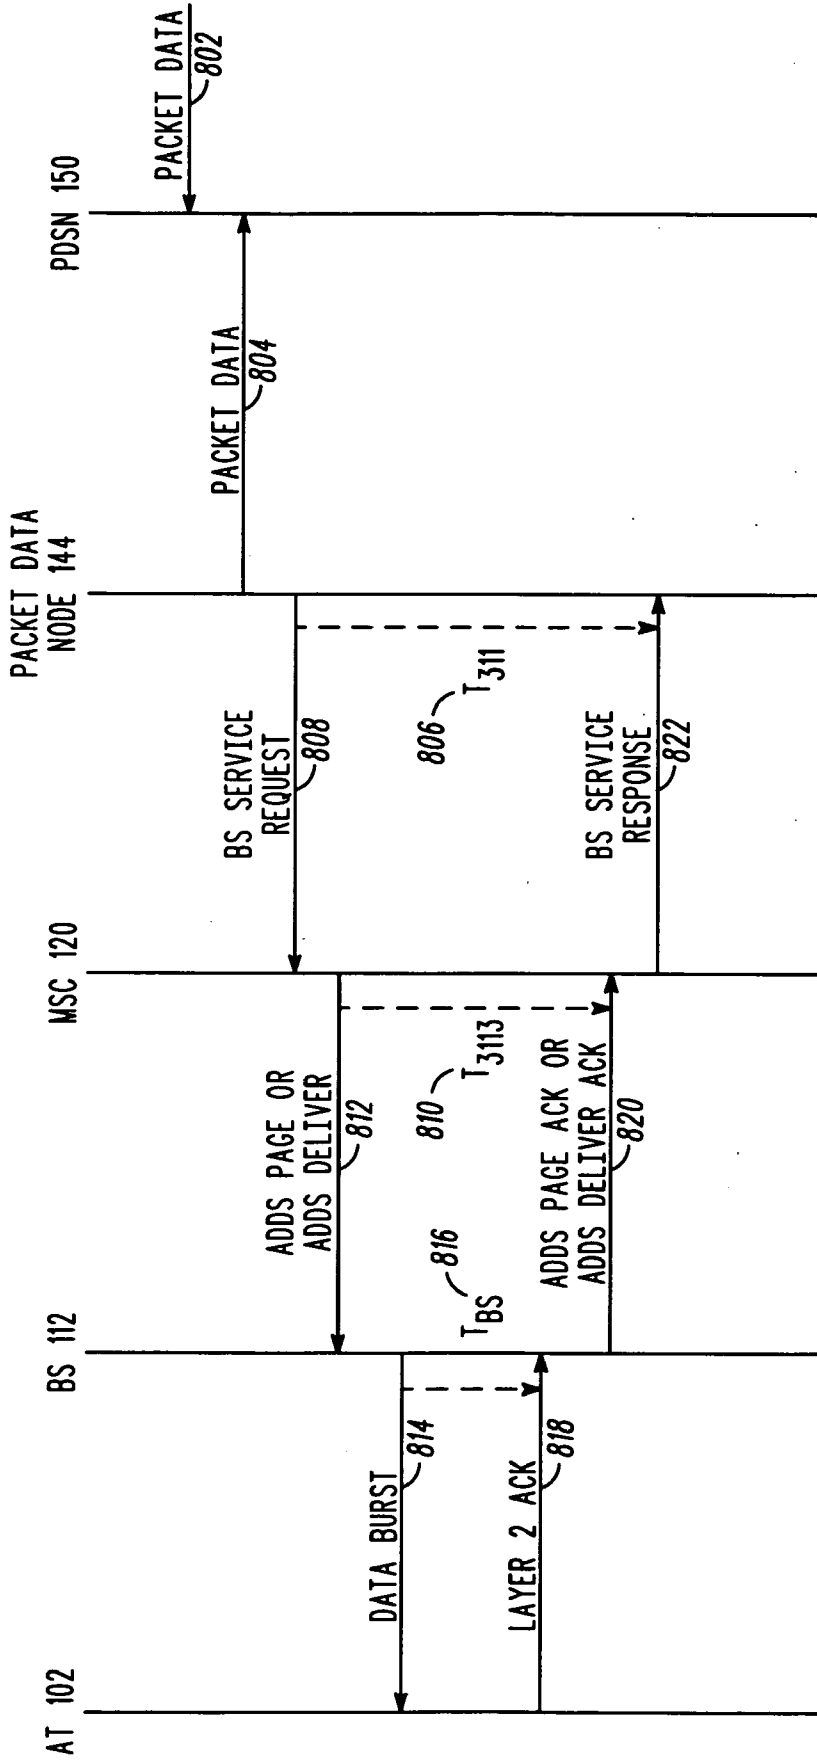 AT 102
BS 112
MSC 120
PACKET DATA
NODE 144
PDSN 150
PACKET DATA
802
PACKET DATA
804
BS SERVICE
REQUEST
808
ADDS PAGE OR
ADDS DELIVER
812
DATA BURST
814
806
T311
810
T3113
816
TBS
LAYER 2 ACK
818
ADDS PAGE ACK OR
ADDS DELIVER ACK
820
BS SERVICE
RESPONSE
822